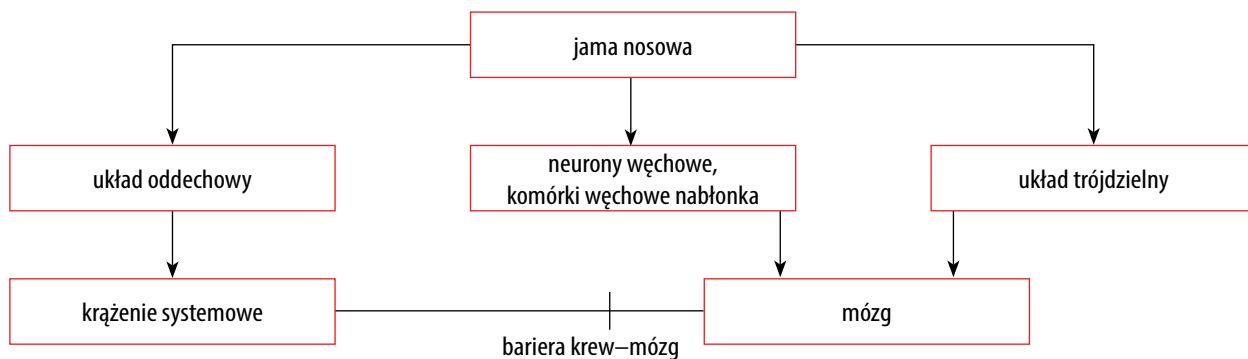 jama nosowa
układ oddechowy
neurony węchowe,
komórki węchowe nabłonka
układ trójdzielny
krążenie systemowe
mózg
bariera krew–mózg